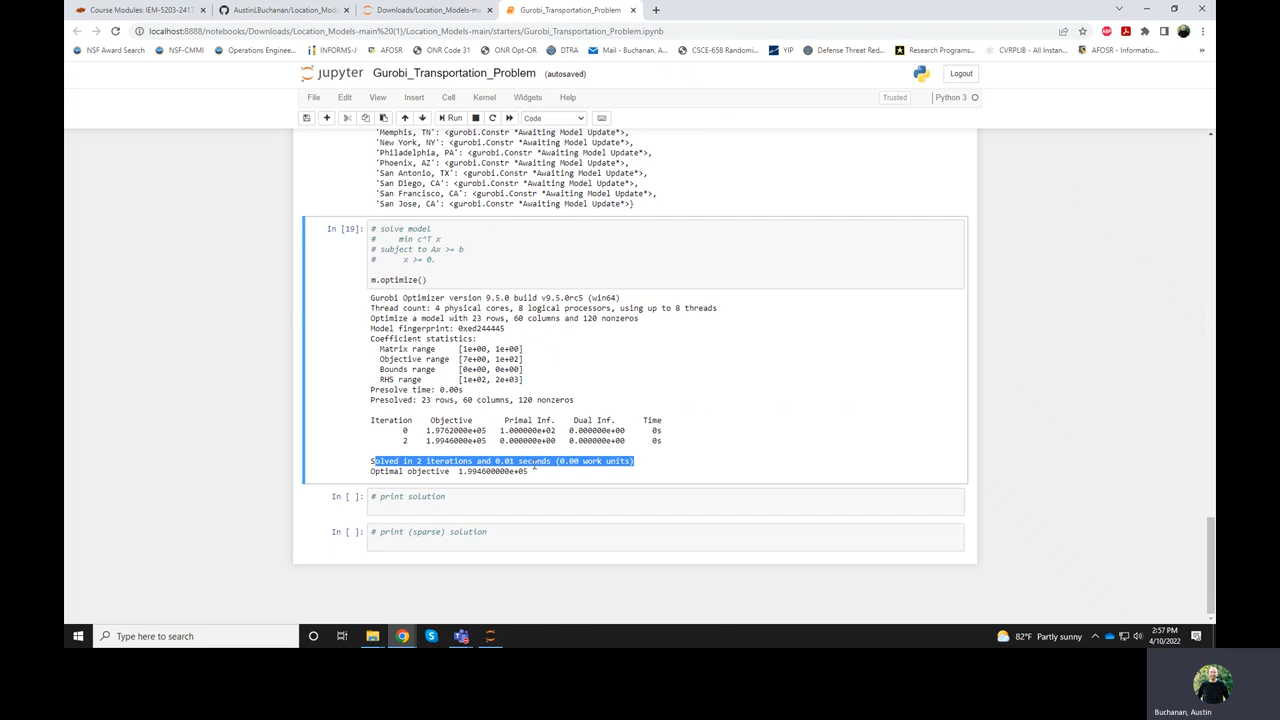 Course Modules: IEM-5203-2417
AustinLBuchanan/Location_Model
Downloads/Location_Models-main
Gurobi_Transportation_Problem
localhost:8888/notebooks/Downloads/Location_Models-main%20(1)/Location_Models-main/starters/Gurobi_Transportation_Problem.ipynb
NSF Award Search
NSF-CMMI
Operations Enginee...
INFORMS-J
AFOSR
ONR Code 31
ONR Opt-OR
DTRA
Mail - Buchanan, Au...
CSCE-658 Randomi...
YIP
Defense Threat Red...
Research Programs...
CVRPLIB - All Instan...
AFOSR - Informatio...
jupyter Gurobi_Transportation_Problem (autosaved)
Logout
File Edit View Insert Cell Kernel Widgets Help
Trusted
Python 3
Run
Code
'Memphis, TN': <gurobi.Constr *Awaiting Model Update*>,
'New York, NY': <gurobi.Constr *Awaiting Model Update*>,
'Philadelphia, PA': <gurobi.Constr *Awaiting Model Update*>,
'Phoenix, AZ': <gurobi.Constr *Awaiting Model Update*>,
'San Antonio, TX': <gurobi.Constr *Awaiting Model Update*>,
'San Diego, CA': <gurobi.Constr *Awaiting Model Update*>,
'San Francisco, CA': <gurobi.Constr *Awaiting Model Update*>,
'San Jose, CA': <gurobi.Constr *Awaiting Model Update*>}
In [19]:
# solve model
# min c^T x
# subject to Ax >= b
# x >= 0.
m.optimize()
Gurobi Optimizer version 9.5.0 build v9.5.0rc5 (win64)
Thread count: 4 physical cores, 8 logical processors, using up to 8 threads
Optimize a model with 23 rows, 60 columns and 120 nonzeros
Model fingerprint: 0xed244445
Coefficient statistics:
Matrix range [1e+00, 1e+00]
Objective range [7e+00, 1e+02]
Bounds range [0e+00, 0e+00]
RHS range [1e+02, 2e+03]
Presolve time: 0.00s
Presolved: 23 rows, 60 columns, 120 nonzeros
Iteration Objective Primal Inf. Dual Inf. Time
0 1.9762000e+05 1.000000e+02 0.000000e+00 0s
2 1.9946000e+05 0.000000e+00 0.000000e+00 0s
Solved in 2 iterations and 0.01 seconds (0.00 work units)
Optimal objective 1.994600000e+05
In [ ]: # print solution
In [ ]: # print (sparse) solution
Type here to search
82°F Partly sunny
2:57 PM
4/10/2022
Buchanan, Austin